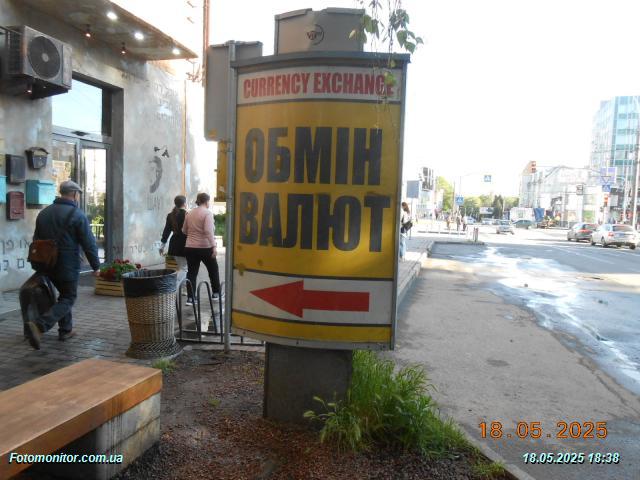 CURRENCY EXCHANGE
ОБМІН
ВАЛЮТ
18.05.2025
Fotomonitor.com.ua
18.05.2025 18:38